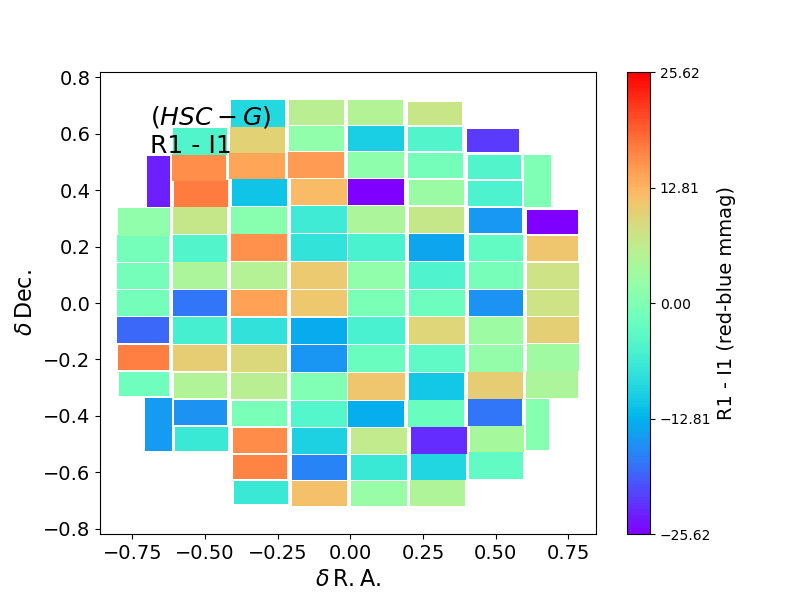 (HSC − G)
R1 - I1
0.8
0.6
0.4
0.2
0.0
−0.2
−0.4
−0.6
−0.8
δ Dec.
−0.75 −0.50 −0.25 0.00 0.25 0.50 0.75
δ R. A.
25.62
12.81
0.00
−12.81
−25.62
R1 - I1 (red-blue mmag)